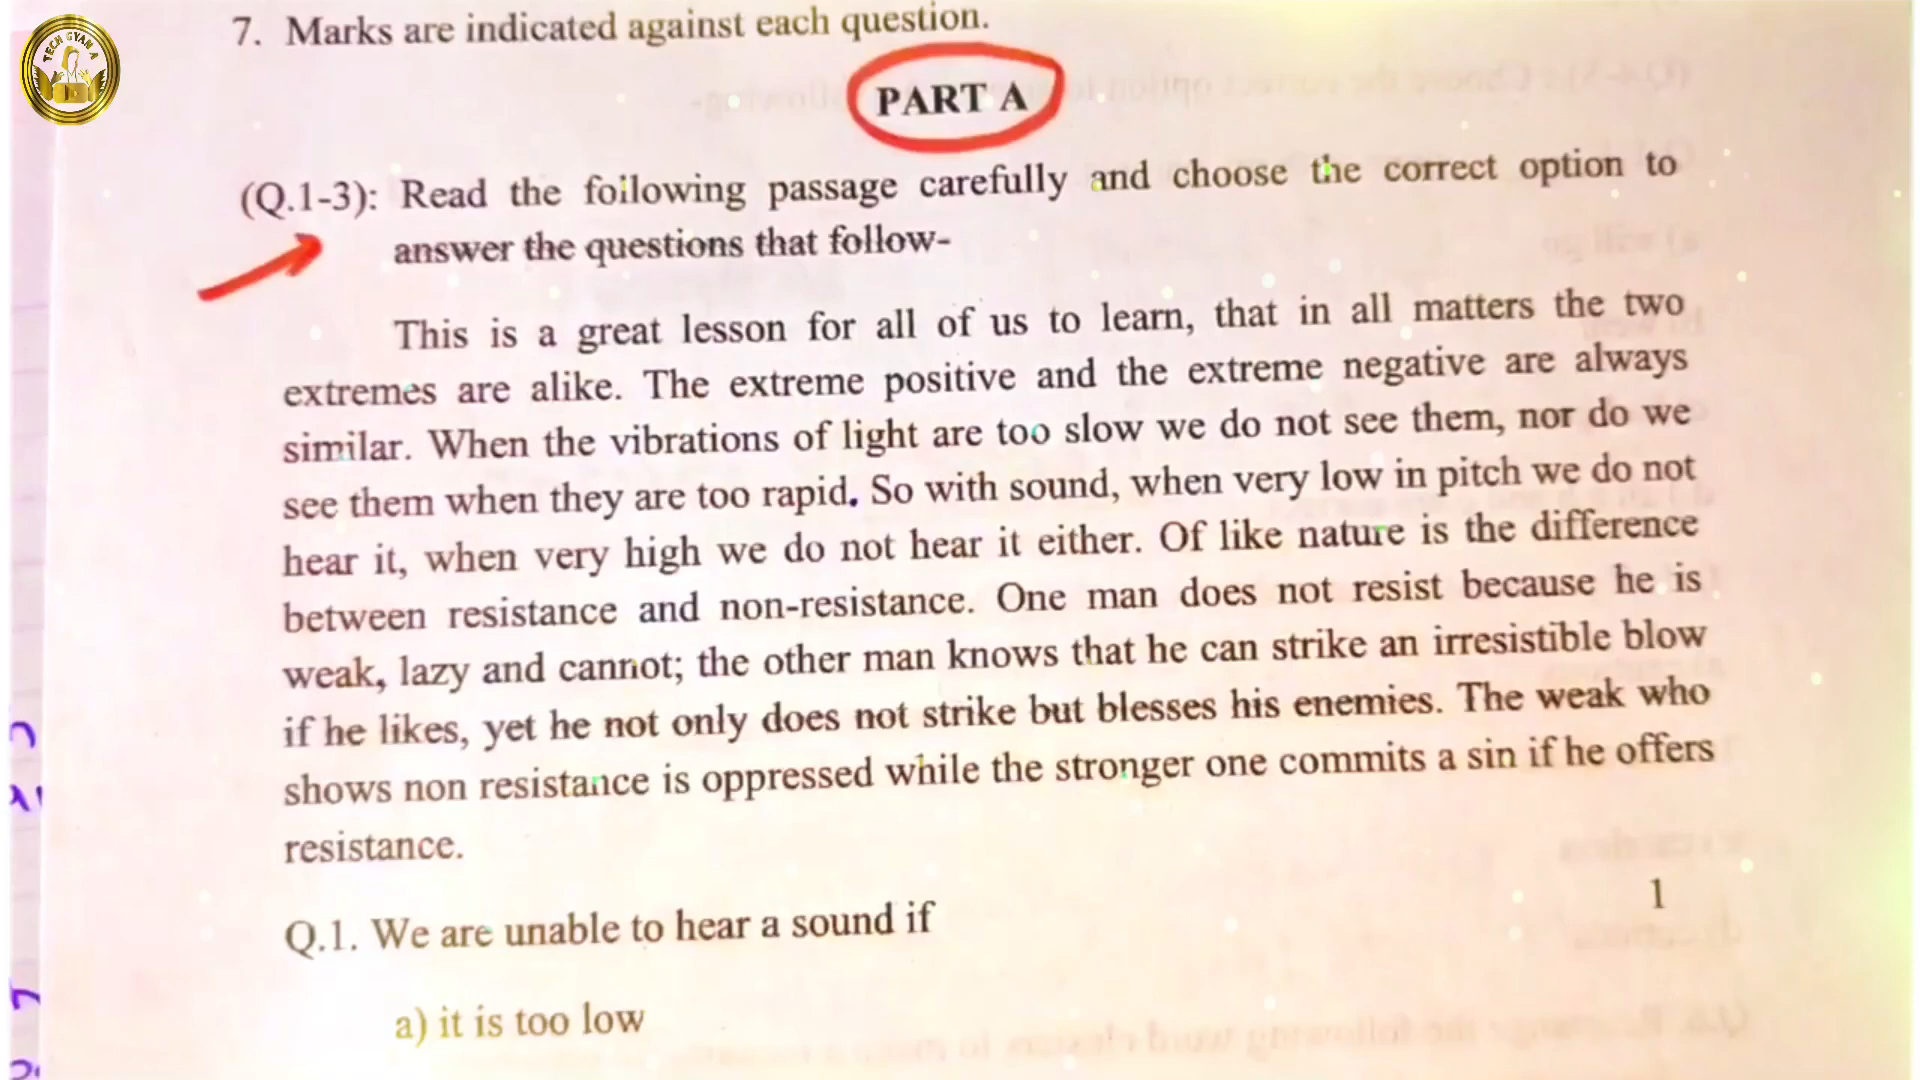 TECH GYAN A
7. Marks are indicated against each question.
PART A
(Q.1-3): Read the following passage carefully and choose the correct option to
answer the questions that follow-
This is a great lesson for all of us to learn, that in all matters the two
extremes are alike. The extreme positive and the extreme negative are always
similar. When the vibrations of light are too slow we do not see them, nor do we
see them when they are too rapid. So with sound, when very low in pitch we do not
hear it, when very high we do not hear it either. Of like nature is the difference
between resistance and non-resistance. One man does not resist because he is
weak, lazy and cannot; the other man knows that he can strike an irresistible blow
if he likes, yet he not only does not strike but blesses his enemies. The weak who
shows non resistance is oppressed while the stronger one commits a sin if he offers
resistance.
Q.1. We are unable to hear a sound if 1
a) it is too low